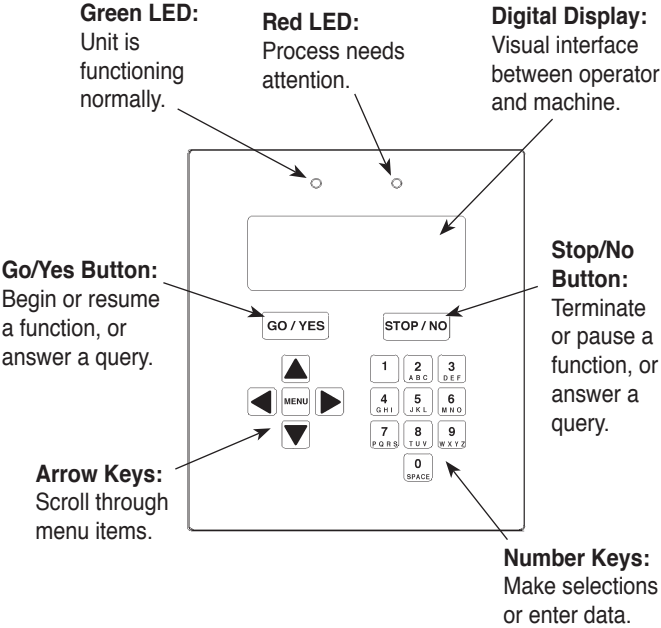 Green LED:
Unit is
functioning
normally.
Red LED:
Process needs
attention.
Digital Display:
Visual interface
between operator
and machine.
Go/Yes Button:
Begin or resume
a function, or
answer a query.
Stop/No
Button:
Terminate
or pause a
function, or
answer a
query.
GO / YES
STOP / NO
MENU
1 2 3
ABC DEF
4 5 6
GHI JKL MNO
7 8 9
PQRS TUV WXYZ
0
SPACE
Arrow Keys:
Scroll through
menu items.
Number Keys:
Make selections
or enter data.